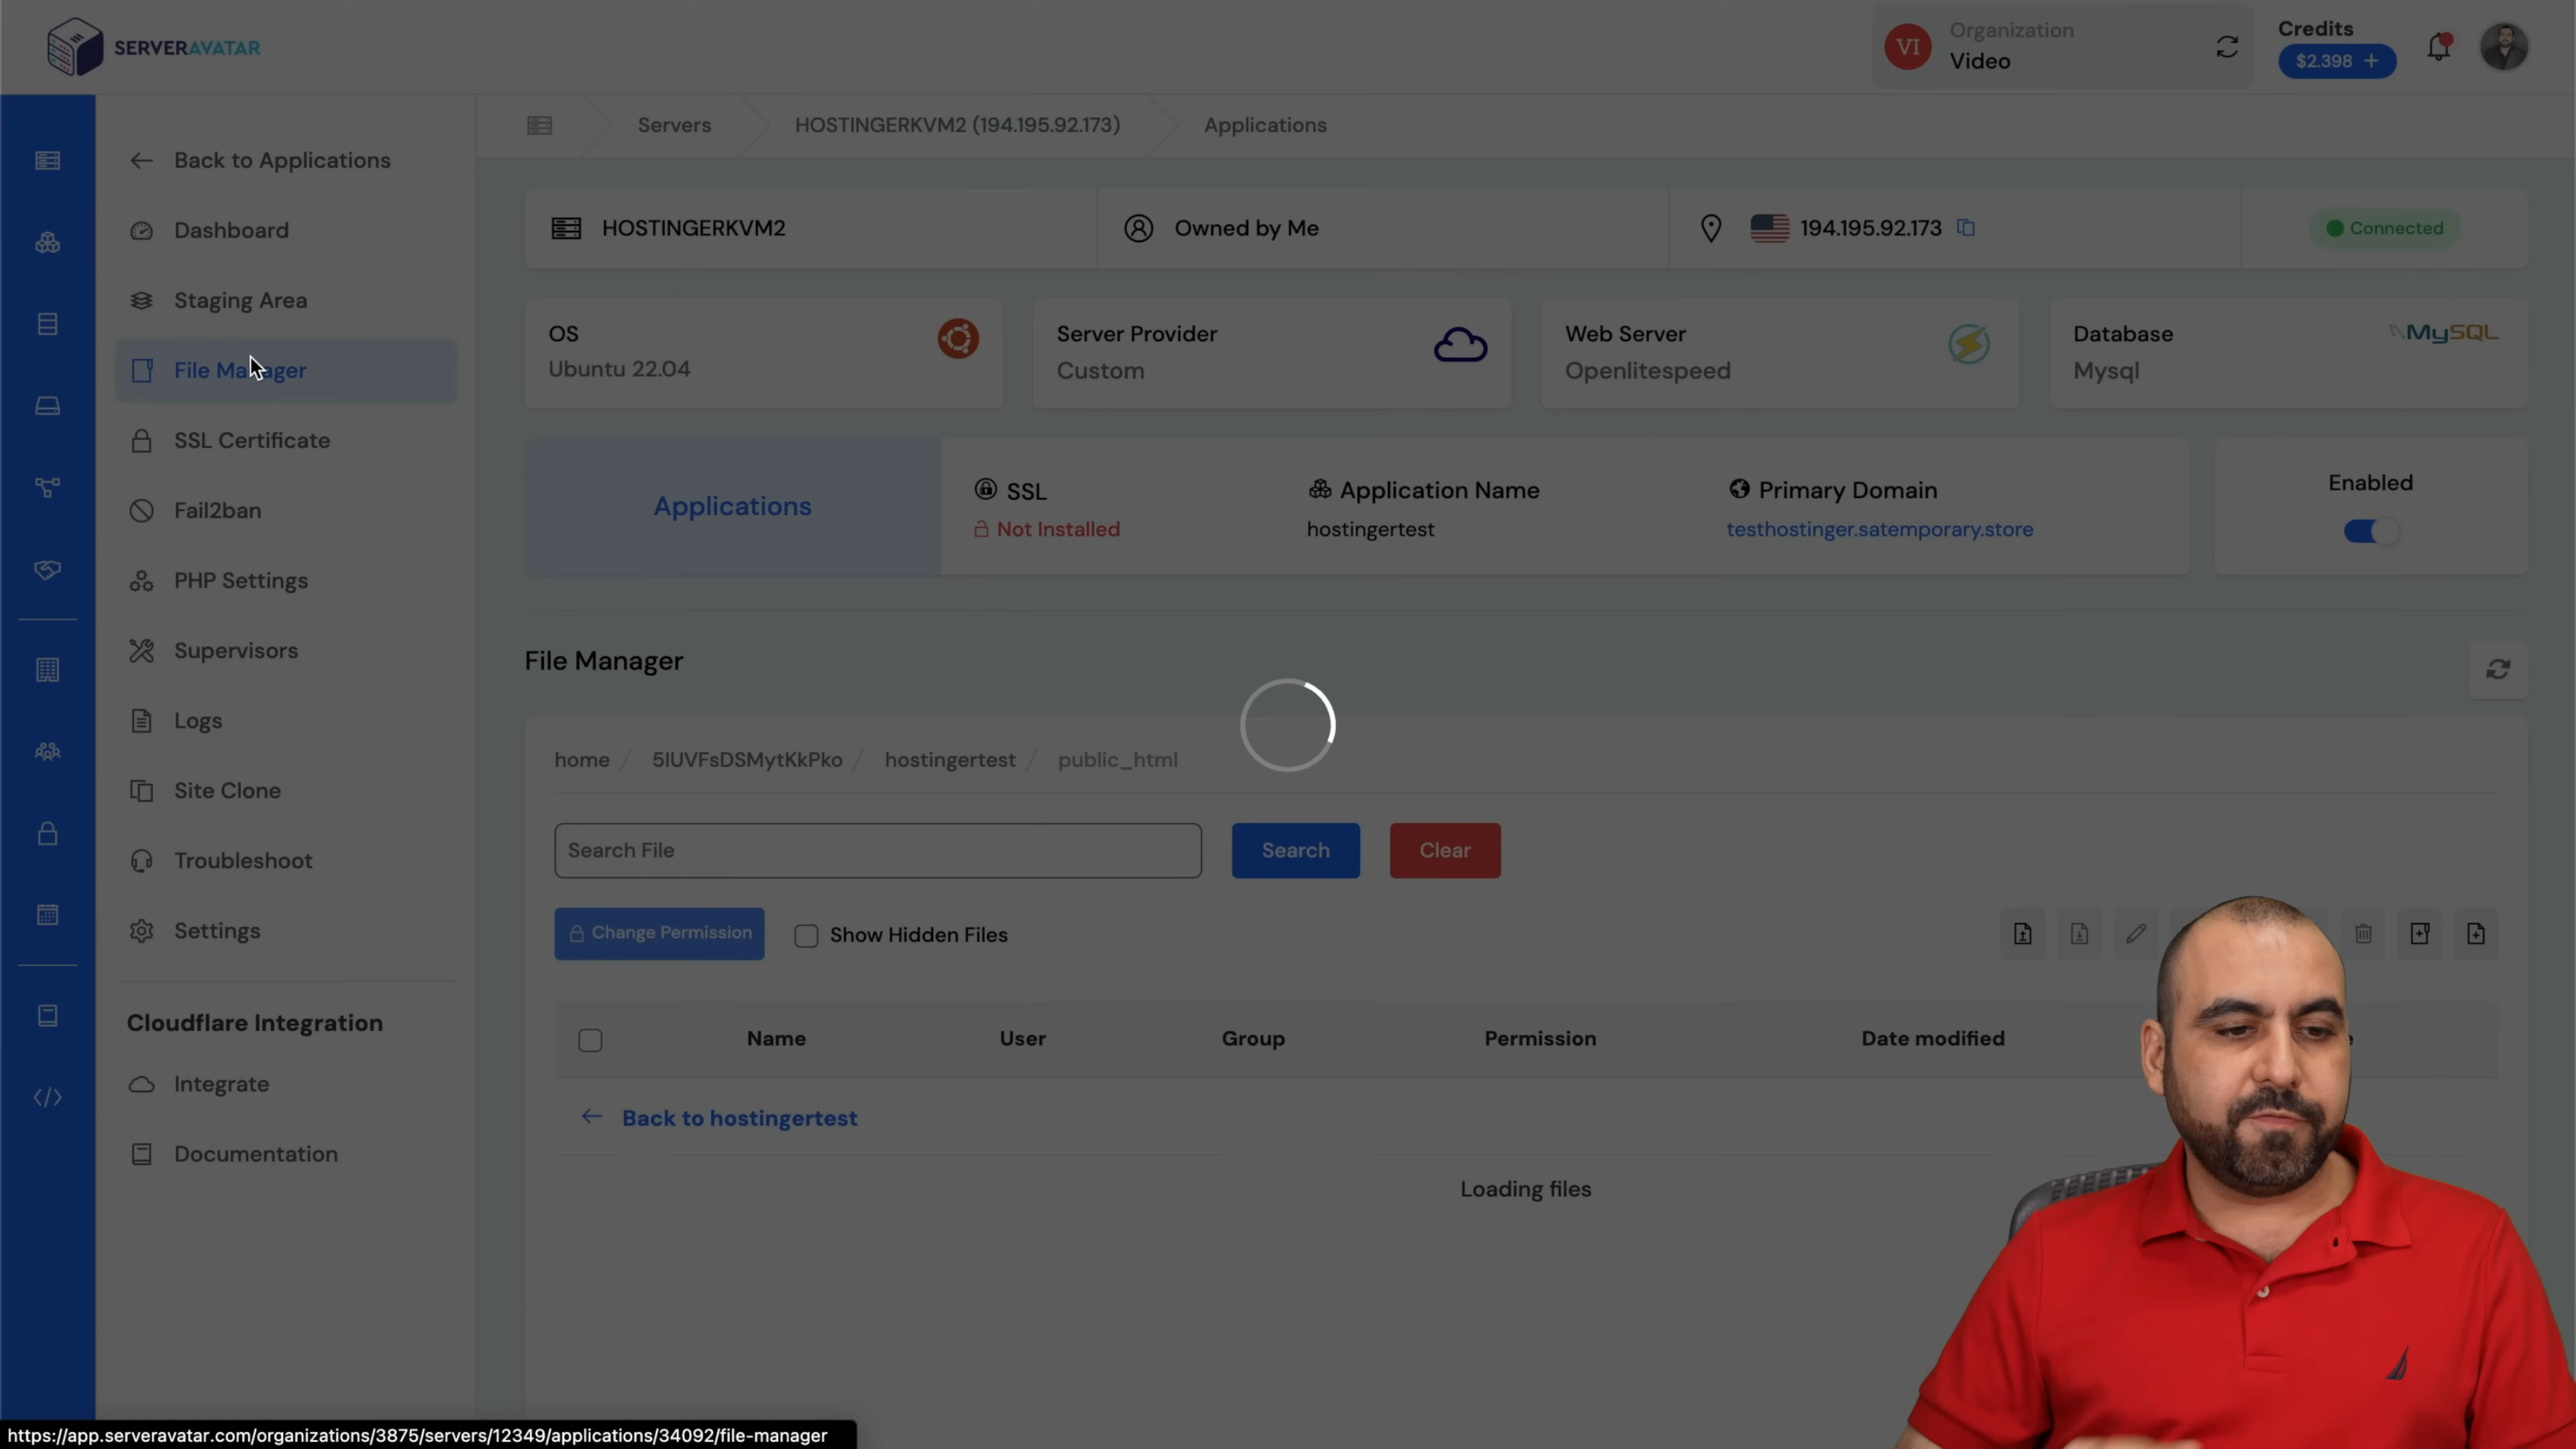 SERVERAVATAR
VI
Organization
Video
Credits
$2.398 +
Servers
HOSTINGERKVM2 (194.195.92.173)
Applications
Back to Applications
Dashboard
Staging Area
File Manager
SSL Certificate
Fail2ban
PHP Settings
Supervisors
Logs
Site Clone
Troubleshoot
Settings
Cloudflare Integration
Integrate
Documentation
HOSTINGERKVM2
Owned by Me
194.195.92.173
Connected
OS
Ubuntu 22.04
Server Provider
Custom
Web Server
Openlitespeed
Database
Mysql
MySQL
Applications
SSL
Not Installed
Application Name
hostingertest
Primary Domain
testhostinger.satemporary.store
Enabled
File Manager
home / 5IUVFsDSMytKkPko / hostingertest / public_html
Search File
Search
Clear
Change Permission
Show Hidden Files
Name User Group Permission Date modified
Back to hostingertest
Loading files
https://app.serveravatar.com/organizations/3875/servers/12349/applications/34092/file-manager